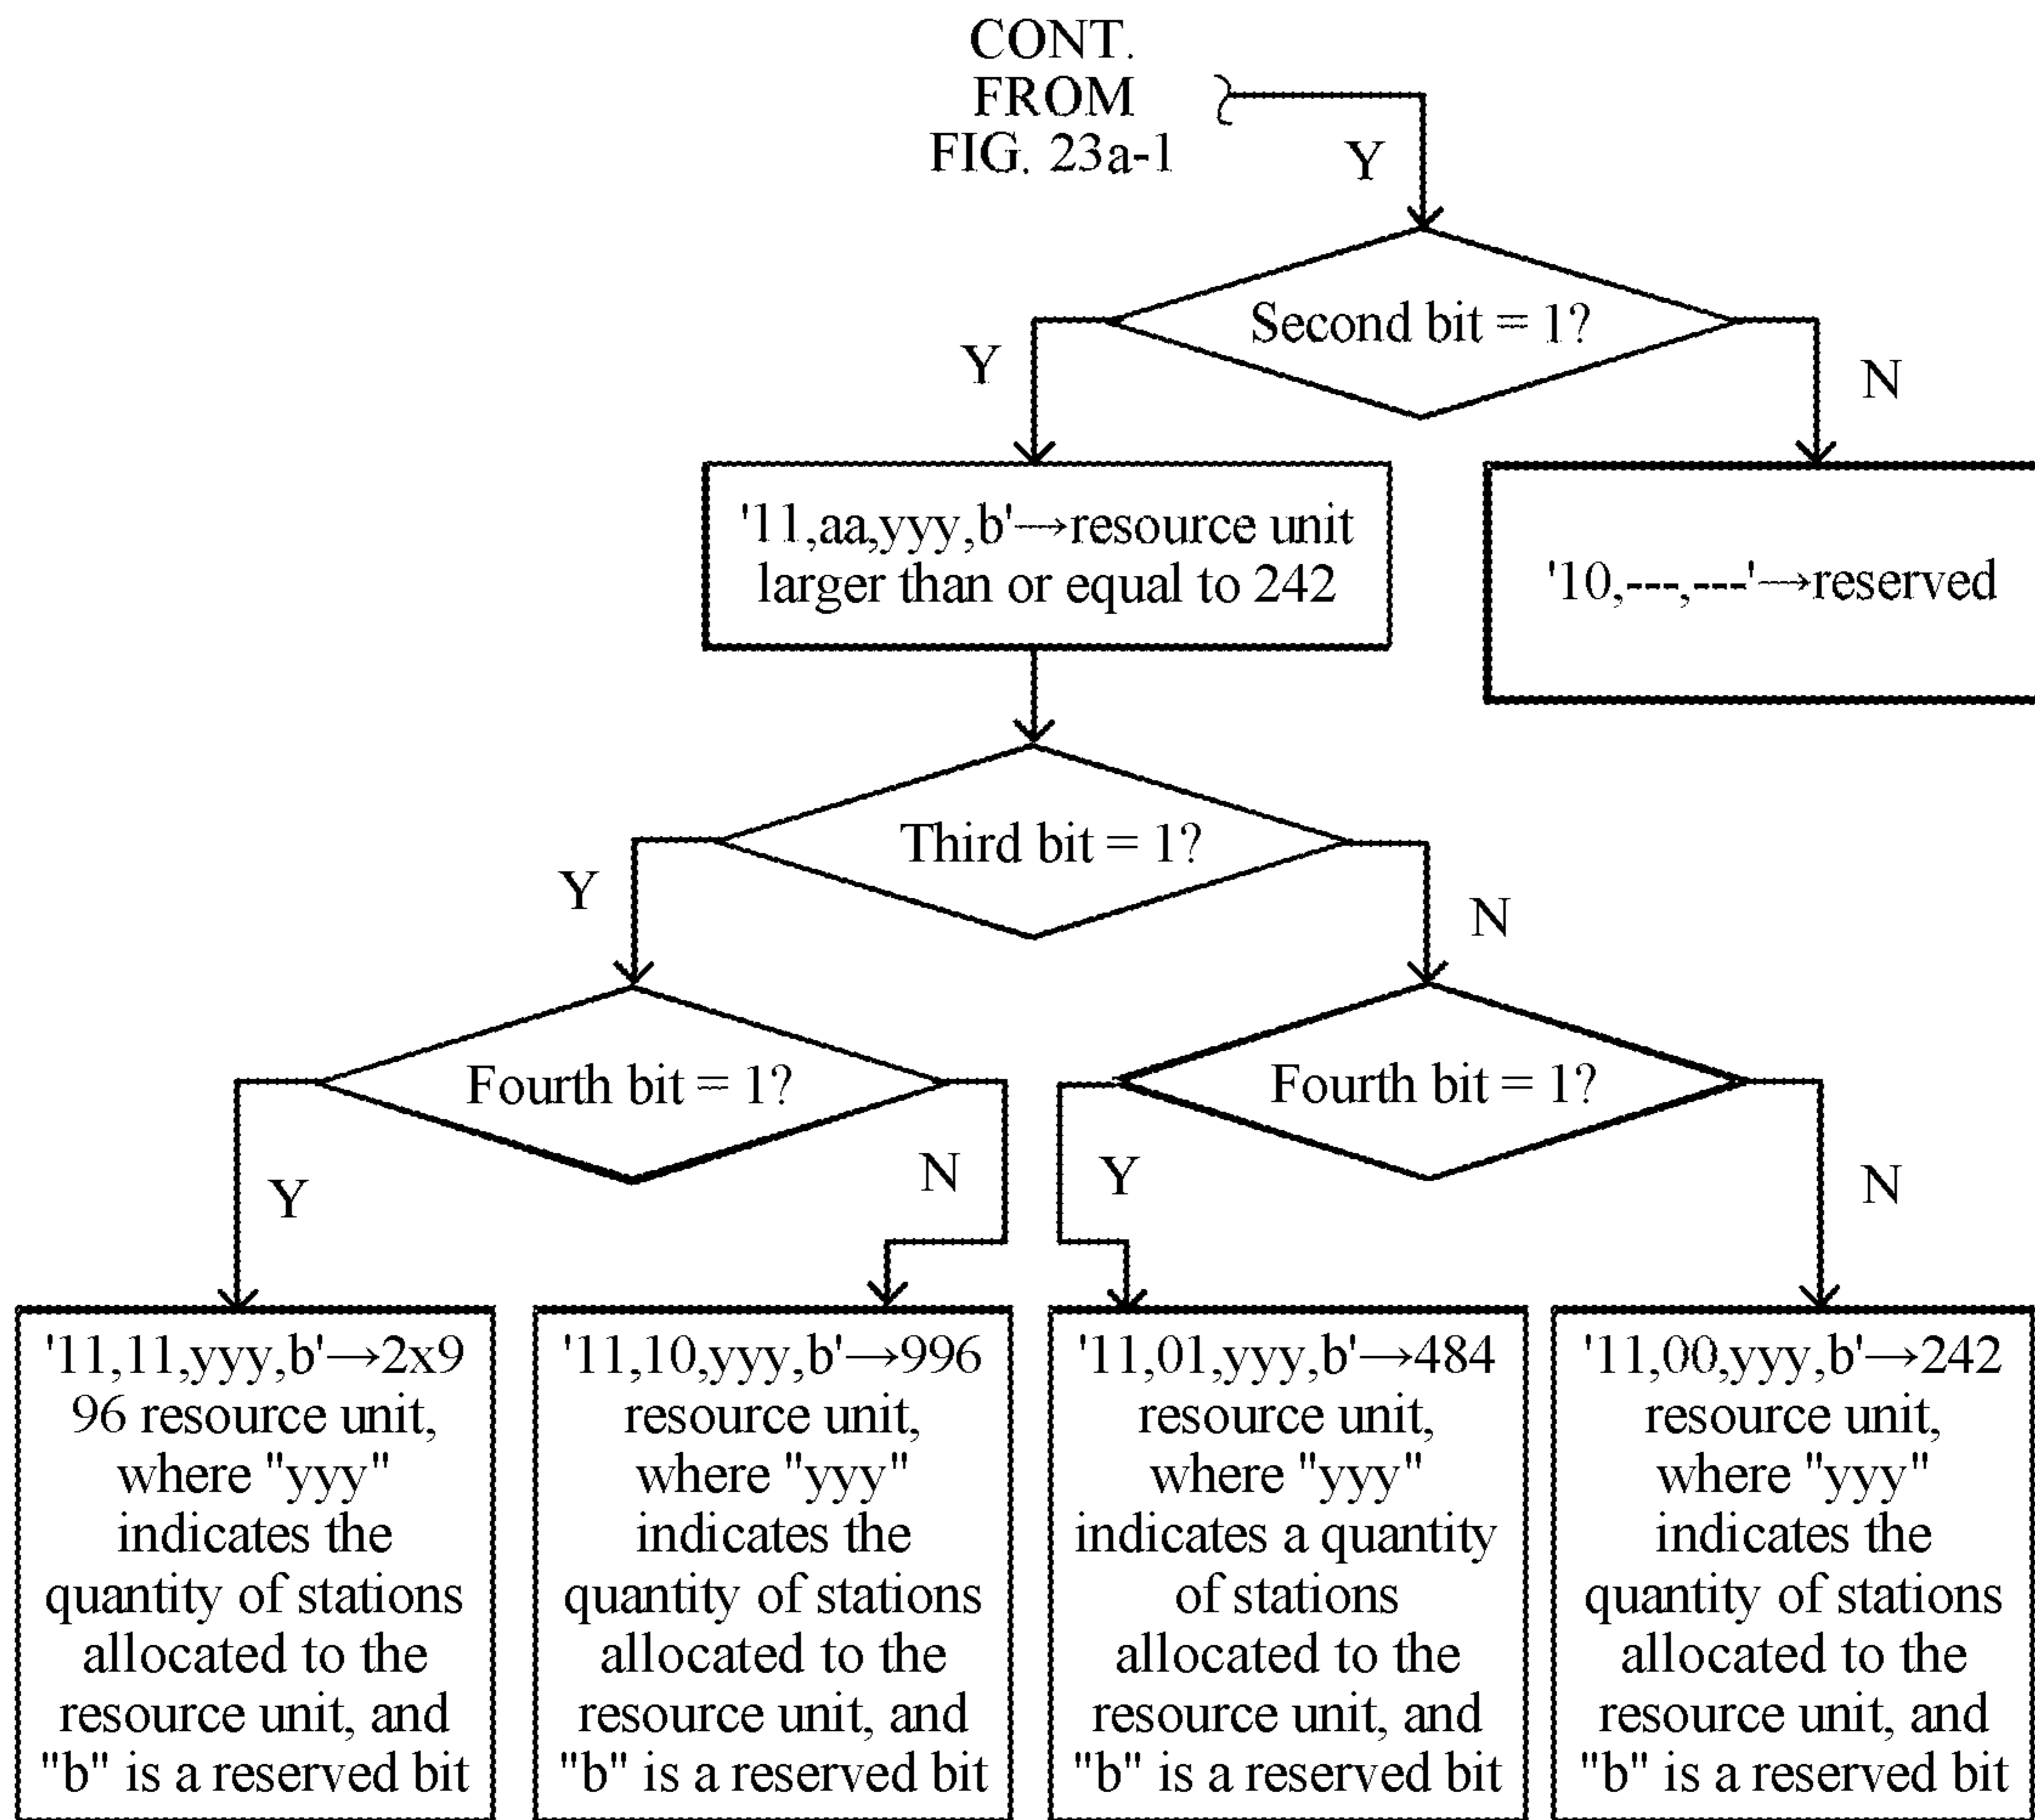 CONT.
FROM
FIG. 23a-1
Y
Second bit = 1?
Y
N
'11,aa,yyy,b'→resource unit
larger than or equal to 242
'10,---,---'→reserved
Third bit = 1?
Y
N
Fourth bit = 1?
Fourth bit = 1?
Y
N
Y
N
'11,11,yyy,b'→2x9
96 resource unit,
where "yyy"
indicates the
quantity of stations
allocated to the
resource unit, and
"b" is a reserved bit
'11,10,yyy,b'→996
resource unit,
where "yyy"
indicates the
quantity of stations
allocated to the
resource unit, and
"b" is a reserved bit
'11,01,yyy,b'→484
resource unit,
where "yyy"
indicates a quantity
of stations
allocated to the
resource unit, and
"b" is a reserved bit
'11,00,yyy,b'→242
resource unit,
where "yyy"
indicates the
quantity of stations
allocated to the
resource unit, and
"b" is a reserved bit